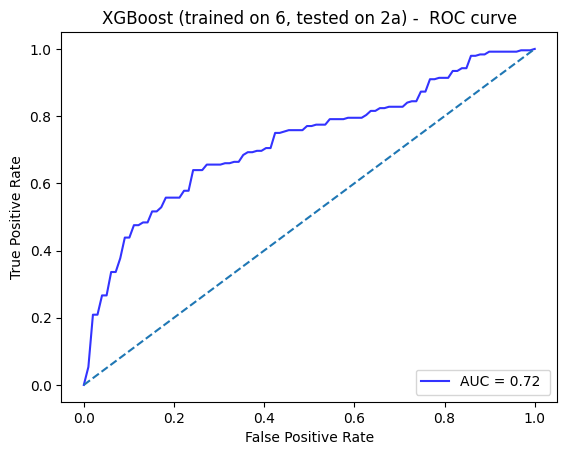 XGBoost (trained on 6, tested on 2a) -  ROC curve
1.0
0.8
0.6
0.4
0.2
0.0
True Positive Rate
AUC = 0.72
0.0 0.2 0.4 0.6 0.8 1.0
False Positive Rate